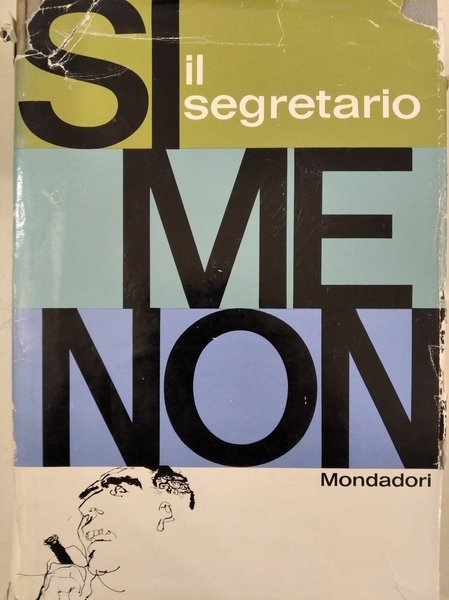 SI
il
segretario
ME
NON
Mondadori